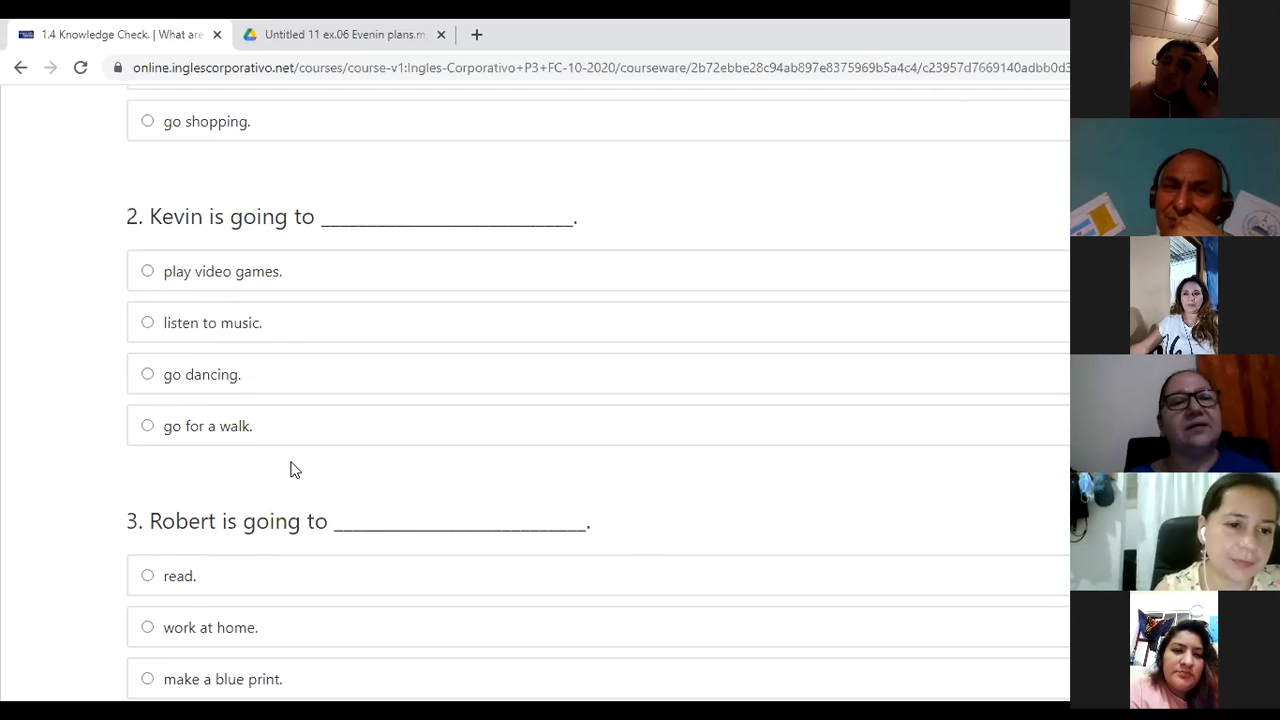 1.4 Knowledge Check. | What are
Untitled 11 ex.06 Evenin plans.m
online.inglescorporativo.net/courses/course-v1:Ingles-Corporativo+P3+FC-10-2020/courseware/2b72ebbe28c94ab897e8375969b5a4c4/c23957d7669140adbb0d3
go shopping.
2. Kevin is going to ______________________.
play video games.
listen to music.
go dancing.
go for a walk.
3. Robert is going to ______________________.
read.
work at home.
make a blue print.